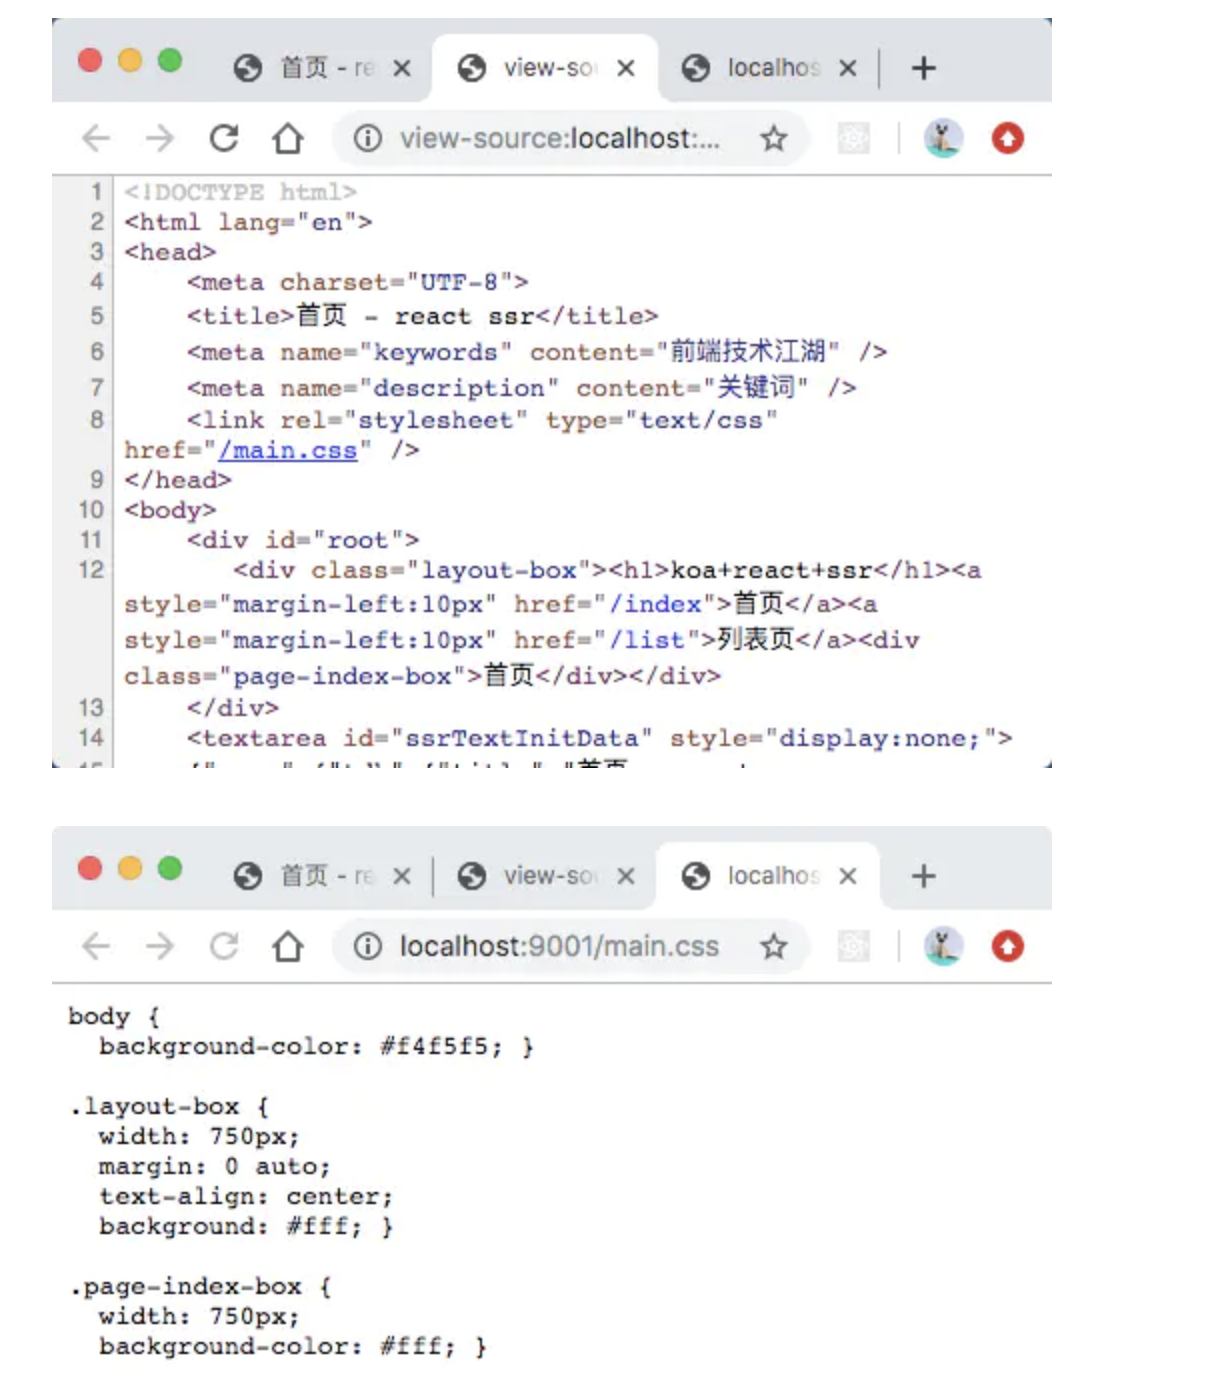 首页 - re
view-so
localhos
view-source:localhost:...
1 <!DOCTYPE html>
2 <html lang="en">
3 <head>
4 <meta charset="UTF-8">
5 <title>首页 - react ssr</title>
6 <meta name="keywords" content="前端技术江湖" />
7 <meta name="description" content="关键词" />
8 <link rel="stylesheet" type="text/css"
href="/main.css" />
9 </head>
10 <body>
11 <div id="root">
12 <div class="layout-box"><h1>koa+react+ssr</h1><a
style="margin-left:10px" href="/index">首页</a><a
style="margin-left:10px" href="/list">列表页</a><div
class="page-index-box">首页</div></div>
13 </div>
14 <textarea id="ssrTextInitData" style="display:none;">
首页 - re
view-sou
localhos
localhost:9001/main.css
body {
background-color: #f4f5f5; }
.layout-box {
width: 750px;
margin: 0 auto;
text-align: center;
background: #fff; }
.page-index-box {
width: 750px;
background-color: #fff; }